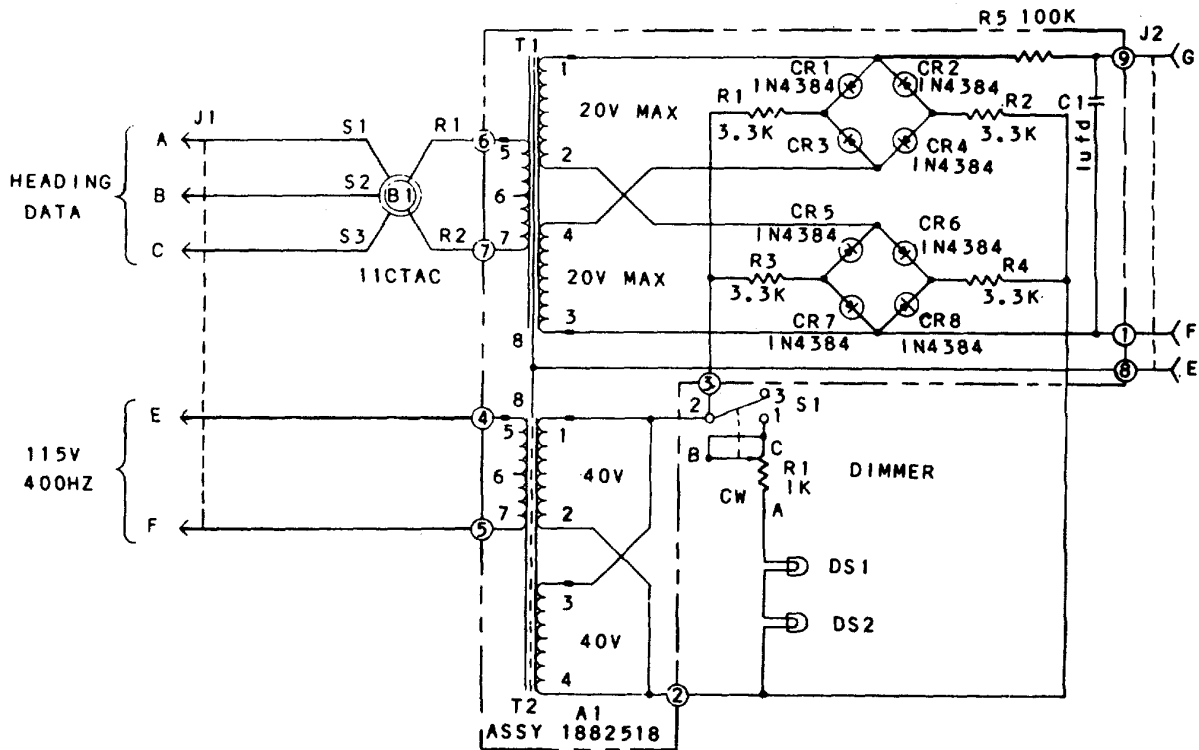 R5 100K
J2
T1
9
G
1
CR1
1N4384
CR2
1N4384
J1
R1
3.3K
R2
3.3K
C1
1ufd
20V MAX
A
S1
R1
6
5
CR3
CR4
1N4384
2
HEADING
DATA
B
S2
B1
6
C
S3
R2
7
7
4
CR5
1N4384
CR6
1N4384
11CTAC
20V MAX
R3
3.3K
R4
3.3K
3
CR7
1N4384
CR8
1N4384
8
1
F
8
E
3
8
2
3
S1
1
E
4
5
1
B
C
115V
400HZ
6
40V
R1
1K
DIMMER
CW
A
F
5
7
2
DS1
3
DS2
40V
4
2
T2
A1
ASSY 1882518